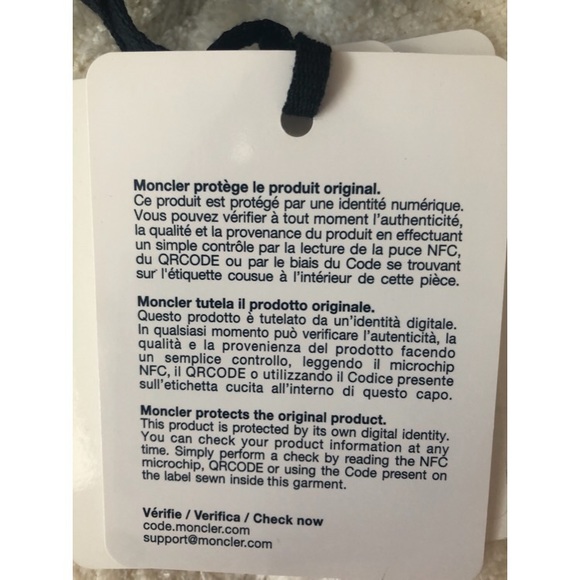 Moncler protège le produit original.
Ce produit est protégé par une identité numérique.
Vous pouvez vérifier à tout moment l'authenticité,
la qualité et la provenance du produit en effectuant
un simple contrôle par la lecture de la puce NFC,
du QRCODE ou par le biais du Code se trouvant
sur l'étiquette cousue à l'intérieur de cette pièce.
Moncler tutela il prodotto originale.
Questo prodotto è tutelato da un'identità digitale.
In qualsiasi momento può verificare l'autenticità, la
qualità e la provenienza del prodotto facendo
un semplice controllo, leggendo il microchip
NFC, il QRCODE o utilizzando il Codice presente
sull'etichetta cucita all'interno di questo capo.
Moncler protects the original product.
This product is protected by its own digital identity.
You can check your product information at any
time. Simply perform a check by reading the NFC
microchip, QRCODE or using the Code present on
the label sewn inside this garment.
Vérifie / Verifica / Check now
code.moncler.com
support@moncler.com